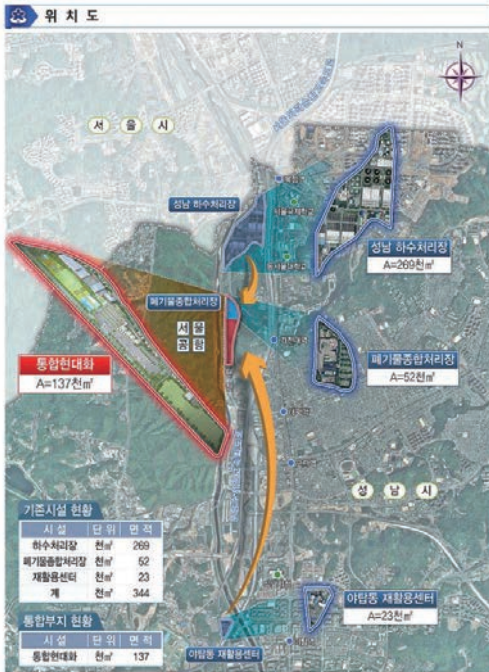 위 치 도
N
서 울 시
성남 하수처리장
성남 하수처리장
A=269천㎡
폐기물종합처리장
서 울
공 항
통합현대화
A=137천㎡
폐기물종합처리장
A=52천㎡
성 남 시
기존시설 현황
시 설 단 위 면 적
하수처리장 천㎡ 269
폐기물종합처리장 천㎡ 52
재활용센터 천㎡ 23
계 천㎡ 344
통합부지 현황
시 설 단 위 면 적
통합현대화 천㎡ 137
야탑동 재활용센터
A=23천㎡
야탑동 재활용센터